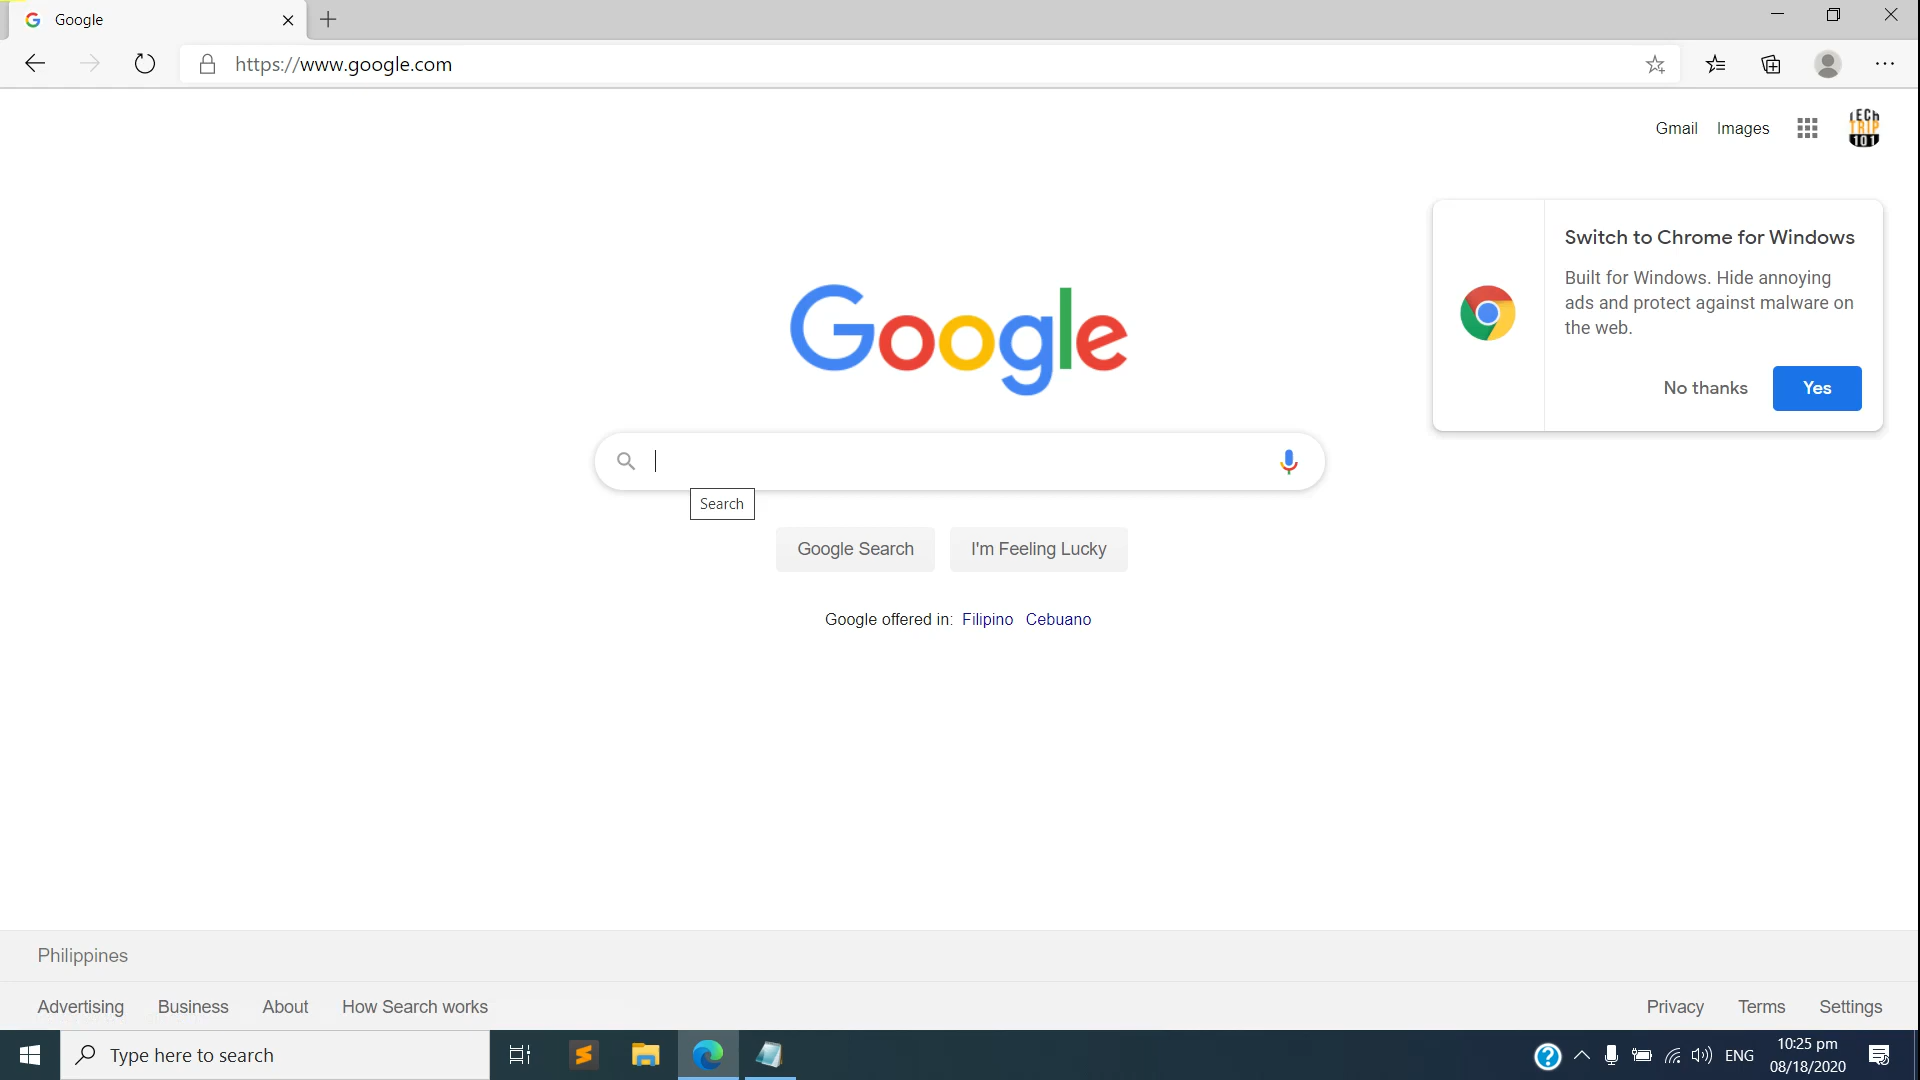 Google
https://www.google.com
Gmail Images
TECh
TRIP
101
Switch to Chrome for Windows
Built for Windows. Hide annoying
ads and protect against malware on
the web.
No thanks Yes
Google
Search
Google Search I'm Feeling Lucky
Google offered in: Filipino Cebuano
Philippines
Advertising Business About How Search works
Privacy Terms Settings
Type here to search
ENG
10:25 pm
08/18/2020